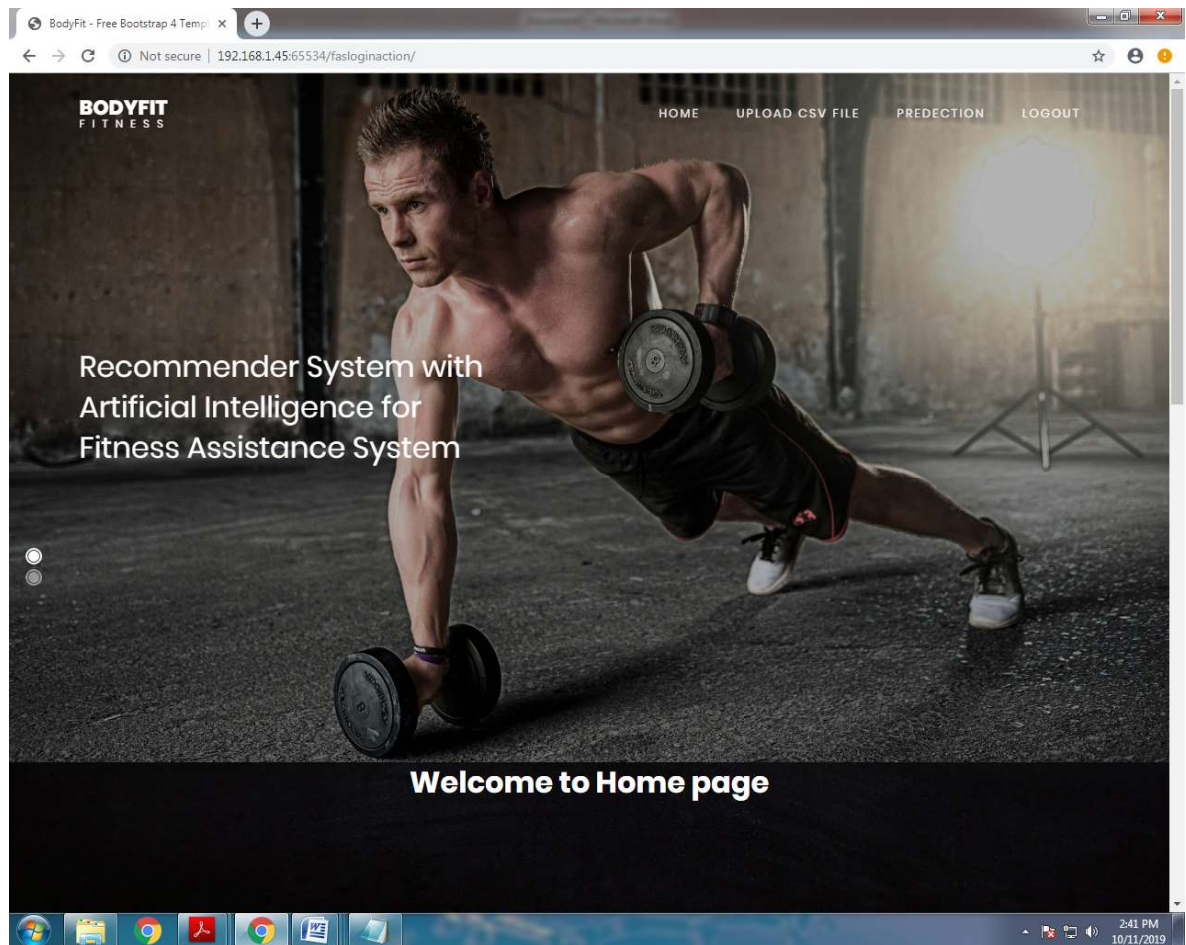 BodyFit - Free Bootstrap 4 Templ
Not secure | 192.168.1.45:65534/fasloginaction/
BODYFIT
FITNESS
HOME UPLOAD CSV FILE PREDECTION LOGOUT
Recommender System with
Artificial Intelligence for
Fitness Assistance System
Welcome to Home page
2:41 PM
10/11/2019